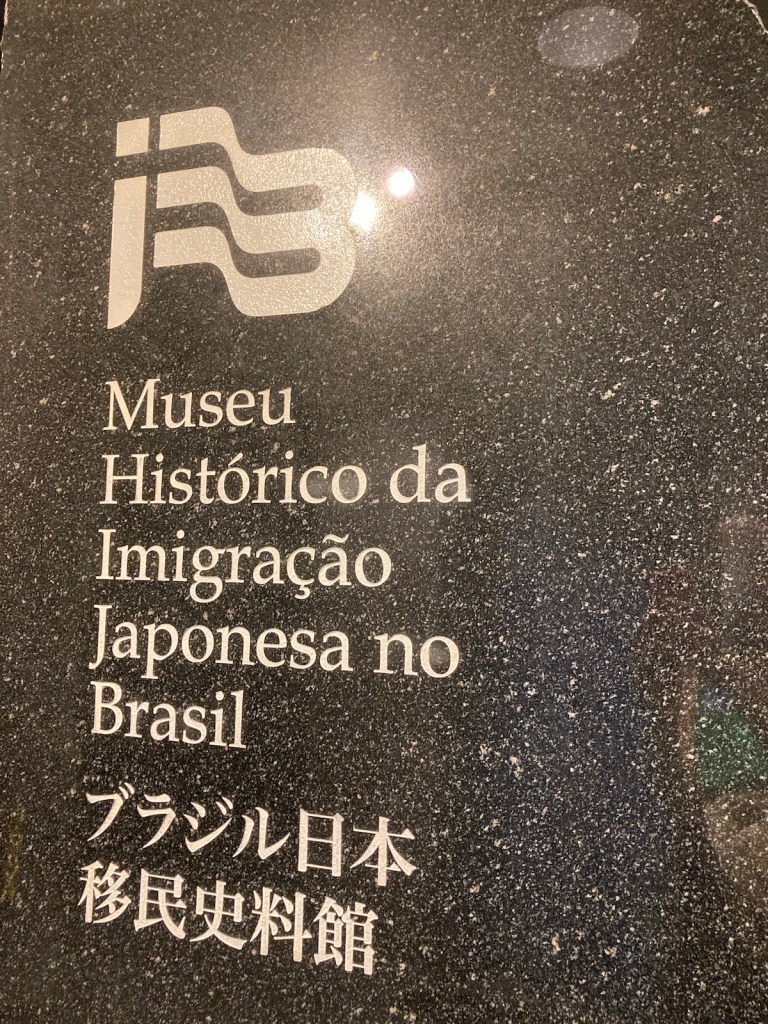 Museu
Histórico da
Imigração
Japonesa no
Brasil
ブラジル日本
移民史料館